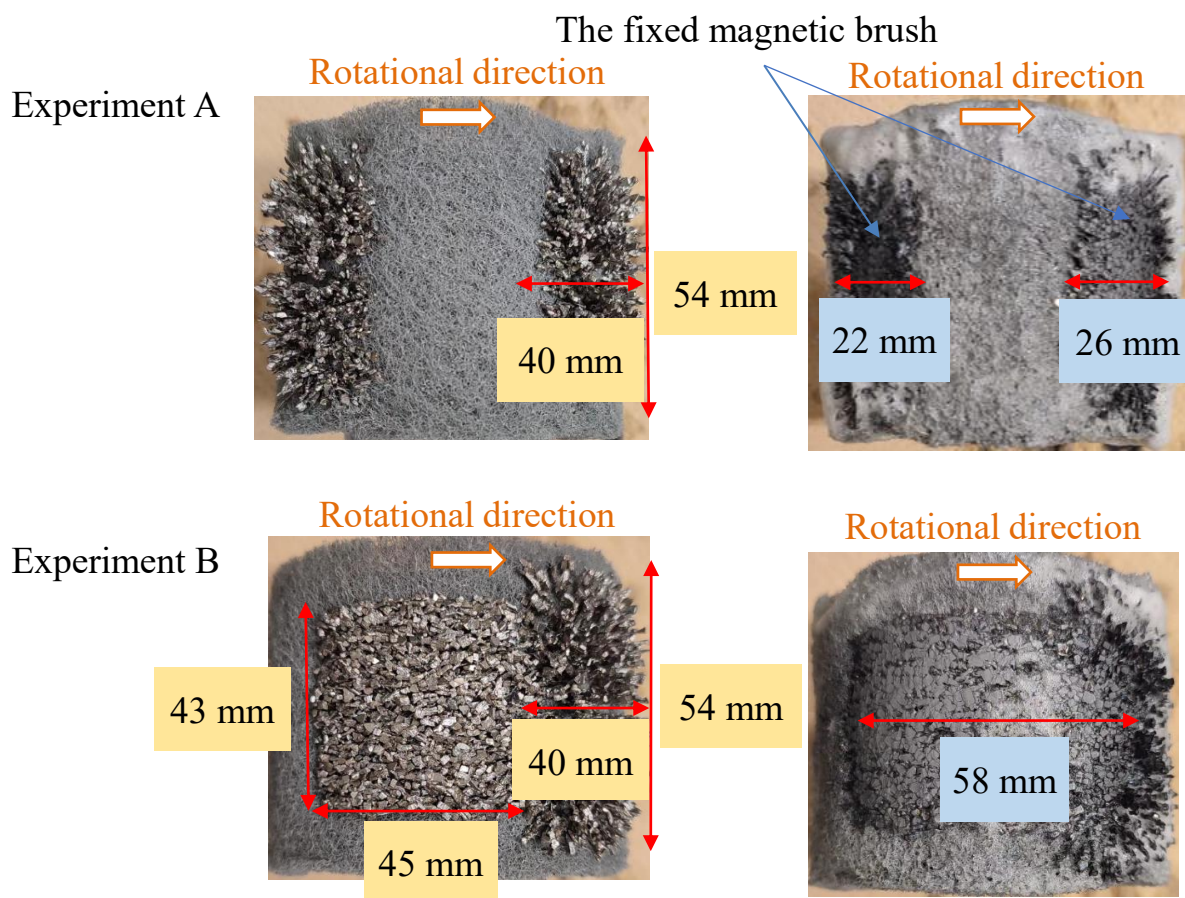 The fixed magnetic brush
Rotational direction
Rotational direction
Experiment A
54 mm
40 mm
22 mm
26 mm
Rotational direction
Rotational direction
Experiment B
43 mm
54 mm
40 mm
58 mm
45 mm